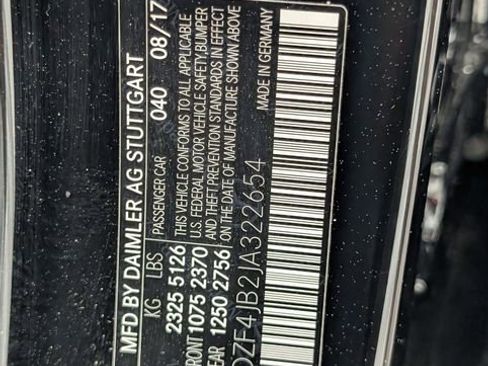 MFD BY DAIMLER AG STUTTGART
KG LBS PASSENGER CAR 040 08/17
2325 5126 THIS VEHICLE CONFORMS TO ALL APPLICABLE
FRONT 1075 2370 U.S. FEDERAL MOTOR VEHICLE SAFETY, BUMPER
REAR 1250 2756 AND THEFT PREVENTION STANDARDS IN EFFECT
ON THE DATE OF MANUFACTURE SHOWN ABOVE
DZF4JB2JA322654 MADE IN GERMANY